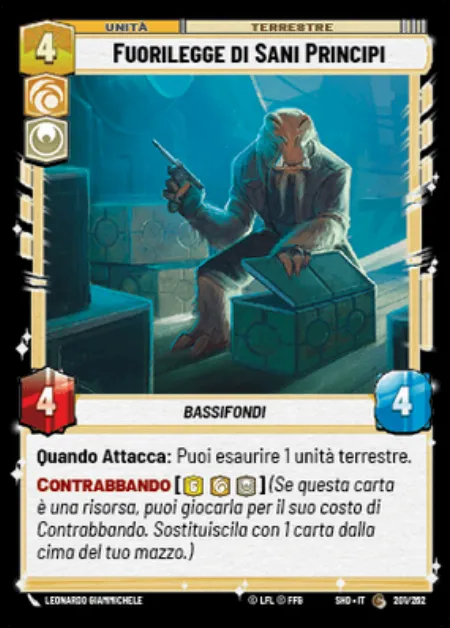 UNITÀ
TERRESTRE
4
FUORILEGGE DI SANI PRINCIPI
4
BASSIFONDI
4
Quando Attacca: Puoi esaurire 1 unità terrestre.
CONTRABBANDO [6] (Se questa carta
è una risorsa, puoi giocarla per il suo costo di
Contrabbando. Sostituiscila con 1 carta dalla
cima del tuo mazzo.)
LEONARDO GIAMMICHELE
© LFL © FFG
SHD • IT
C
201/262